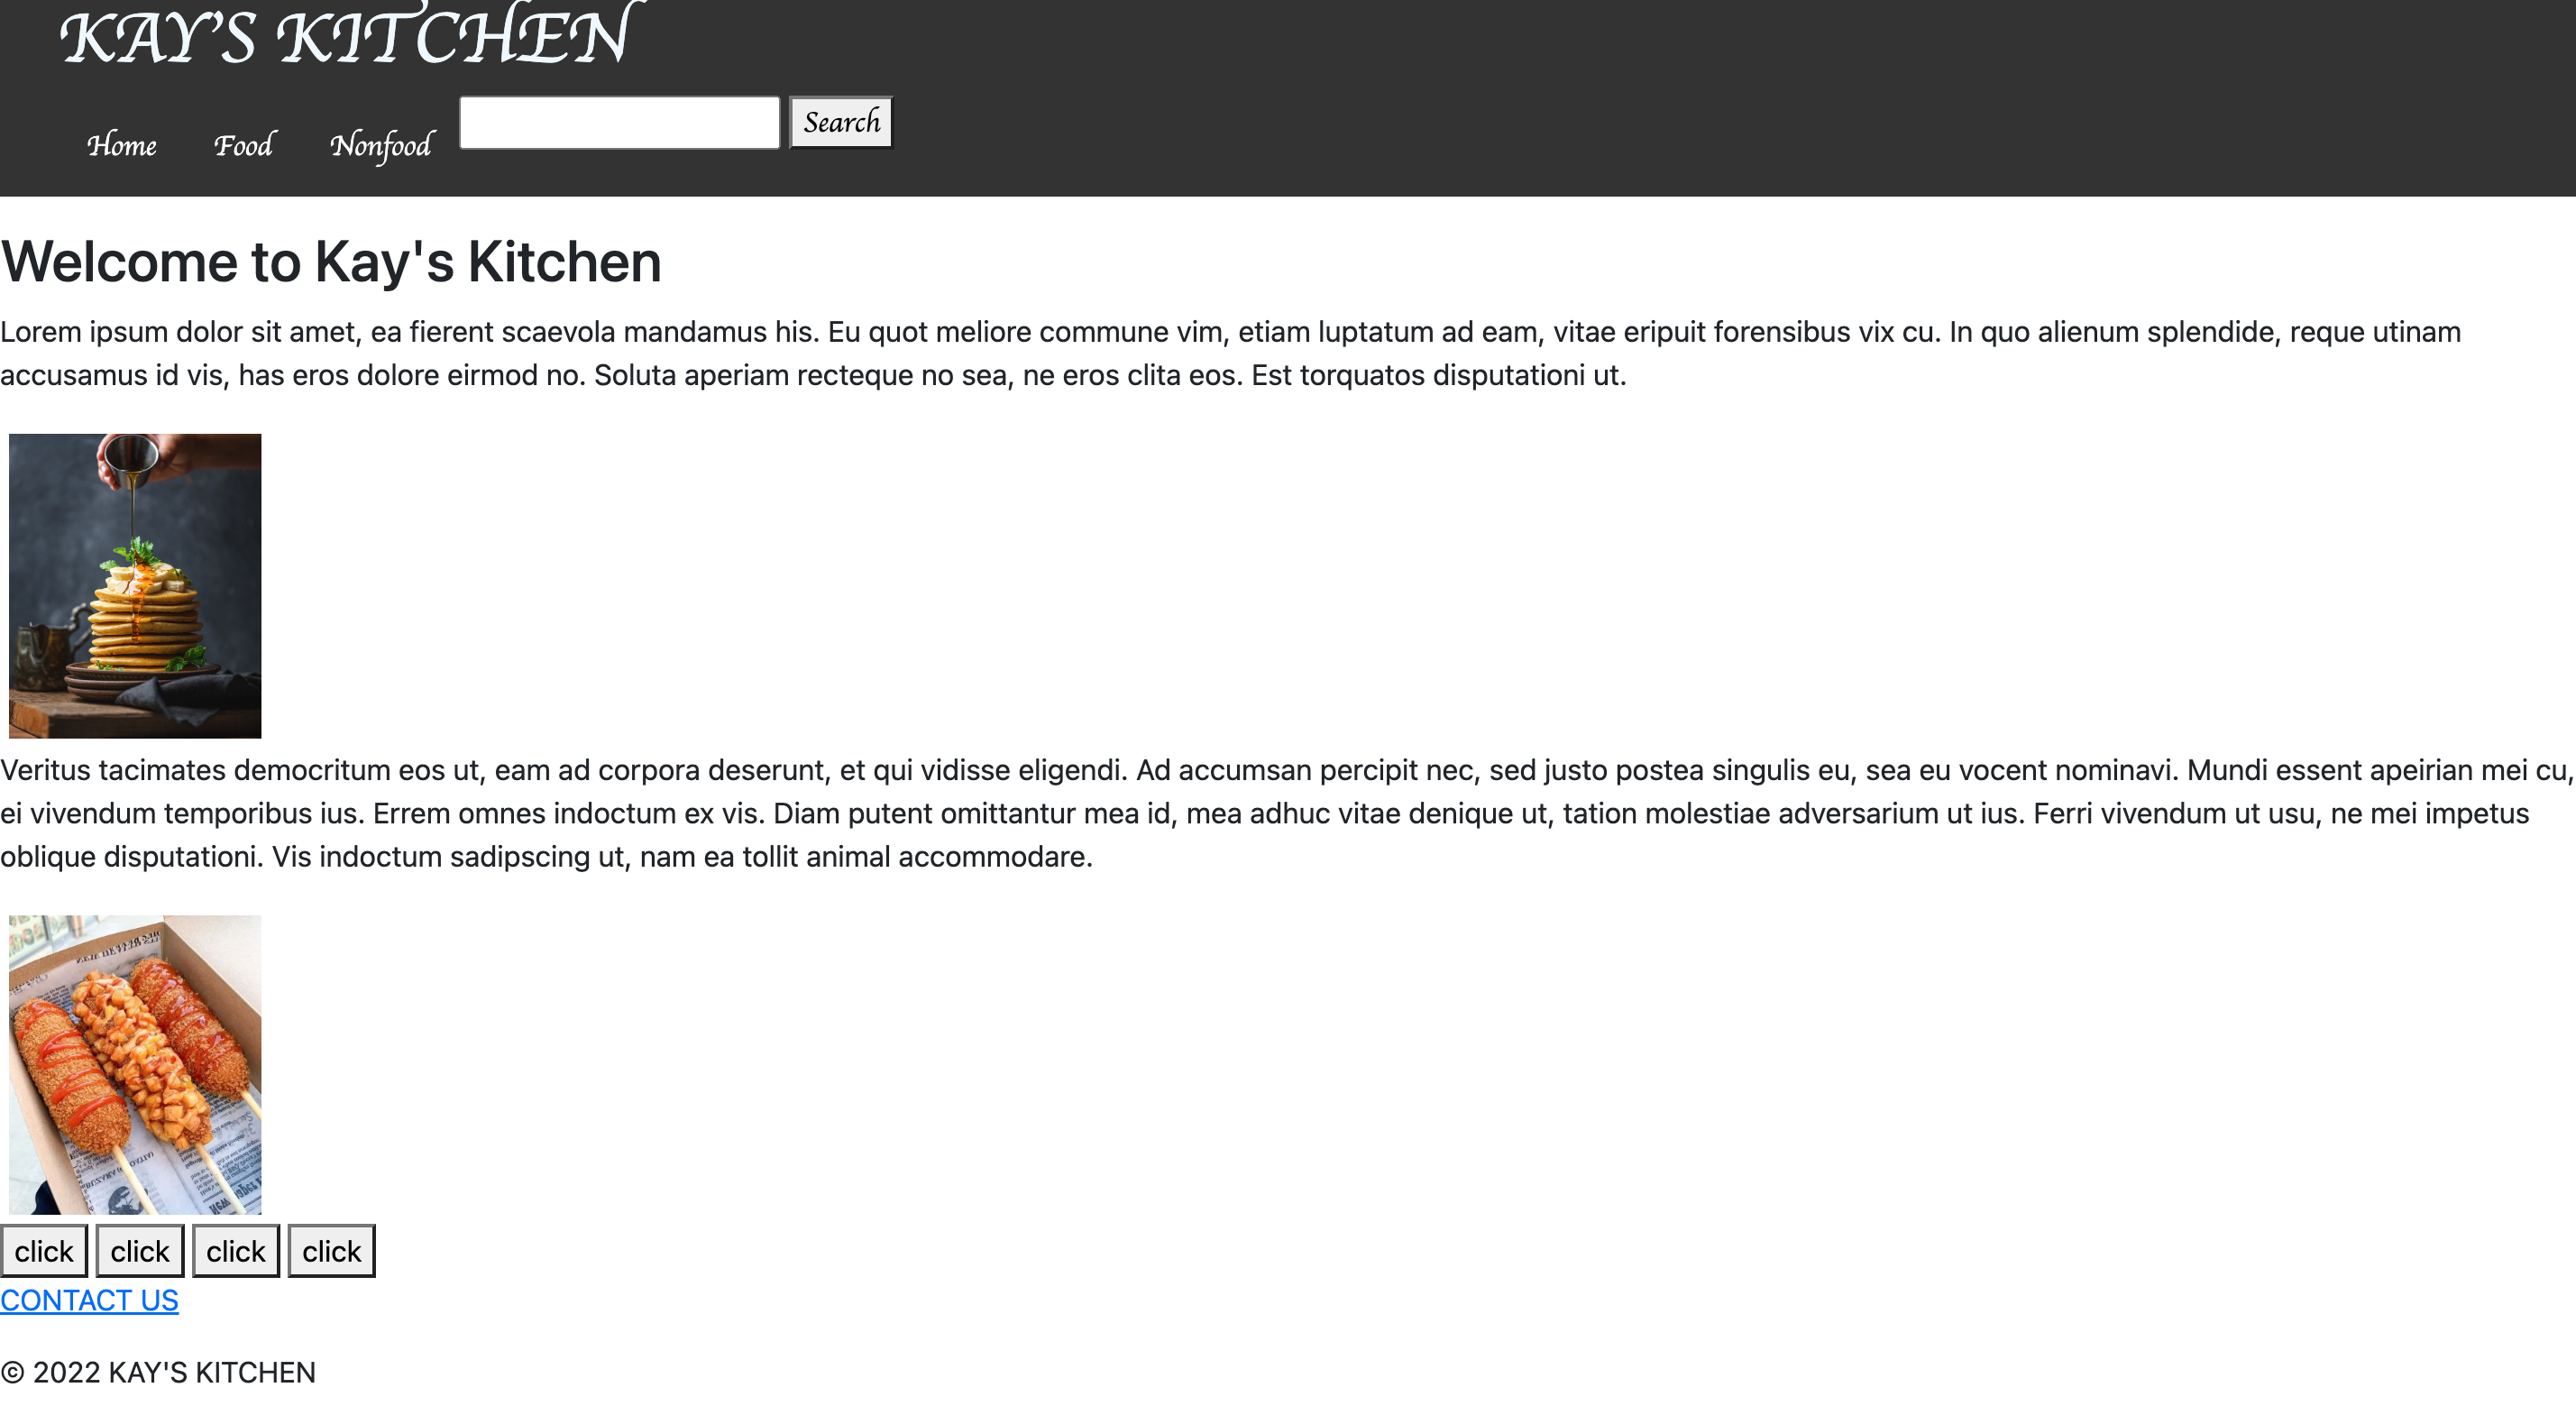 KAY'S KITCHEN
Home Food Nonfood Search
Welcome to Kay's Kitchen
Lorem ipsum dolor sit amet, ea fierent scaevola mandamus his. Eu quot meliore commune vim, etiam luptatum ad eam, vitae eripuit forensibus vix cu. In quo alienum splendide, reque utinam
accusamus id vis, has eros dolore eirmod no. Soluta aperiam recteque no sea, ne eros clita eos. Est torquatos disputationi ut.
Veritus tacimates democritum eos ut, eam ad corpora deserunt, et qui vidisse eligendi. Ad accumsan percipit nec, sed justo postea singulis eu, sea eu vocent nominavi. Mundi essent apeirian mei cu,
ei vivendum temporibus ius. Errem omnes indoctum ex vis. Diam putent omittantur mea id, mea adhuc vitae denique ut, tation molestiae adversarium ut ius. Ferri vivendum ut usu, ne mei impetus
oblique disputationi. Vis indoctum sadipscing ut, nam ea tollit animal accommodare.
click click click click
CONTACT US
© 2022 KAY'S KITCHEN